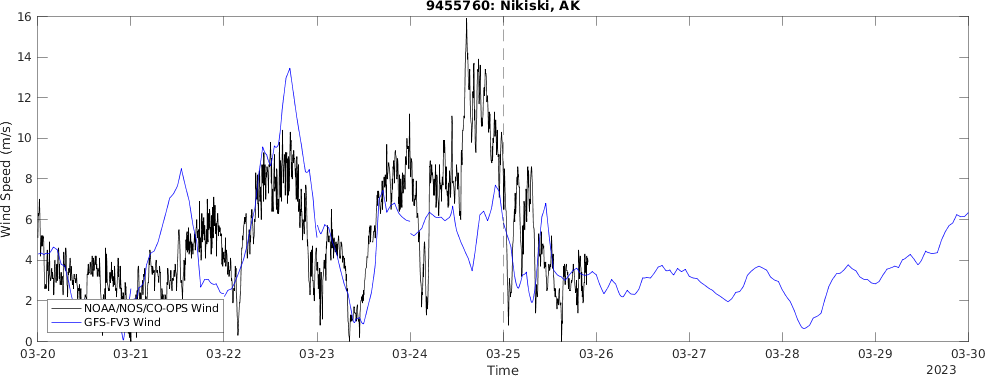 9455760: Nikiski, AK
16
14
12
10
8
6
4
2
0
Wind Speed (m/s)
NOAA/NOS/CO-OPS Wind
GFS-FV3 Wind
03-20 03-21 03-22 03-23 03-24 03-25 03-26 03-27 03-28 03-29 03-30
Time
2023